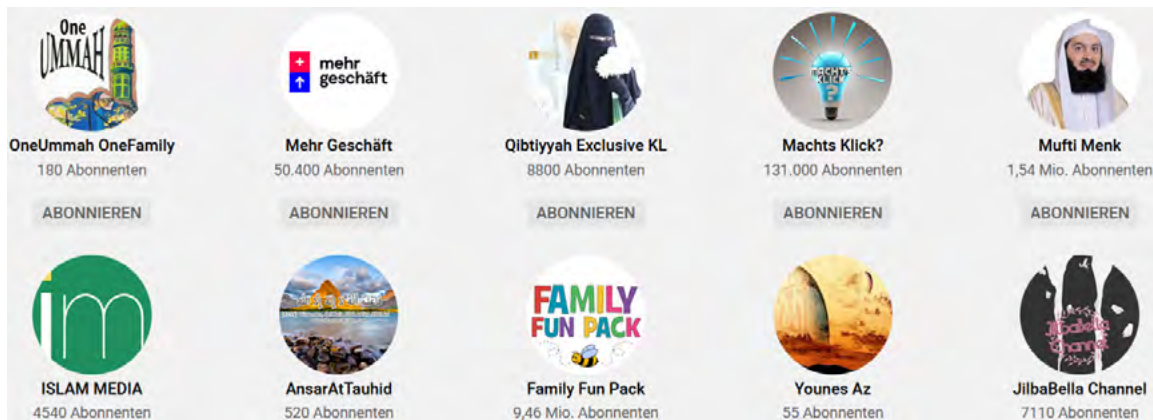 One
UMMAH
OneUmmah OneFamily
180 Abonnenten
ABONNIEREN
mehr
geschäft
Mehr Geschäft
50.400 Abonnenten
ABONNIEREN
Qibtiyyah Exclusive KL
8800 Abonnenten
ABONNIEREN
MACHTS
KLICK
?
Machts Klick?
131.000 Abonnenten
ABONNIEREN
Mufti Menk
1,54 Mio. Abonnenten
ABONNIEREN
im
ISLAM MEDIA
4540 Abonnenten
AnsarAtTauhid
520 Abonnenten
FAMILY
FUN PACK
Family Fun Pack
9,46 Mio. Abonnenten
Younes Az
55 Abonnenten
JilbaBella
Channel
JilbaBella Channel
7110 Abonnenten